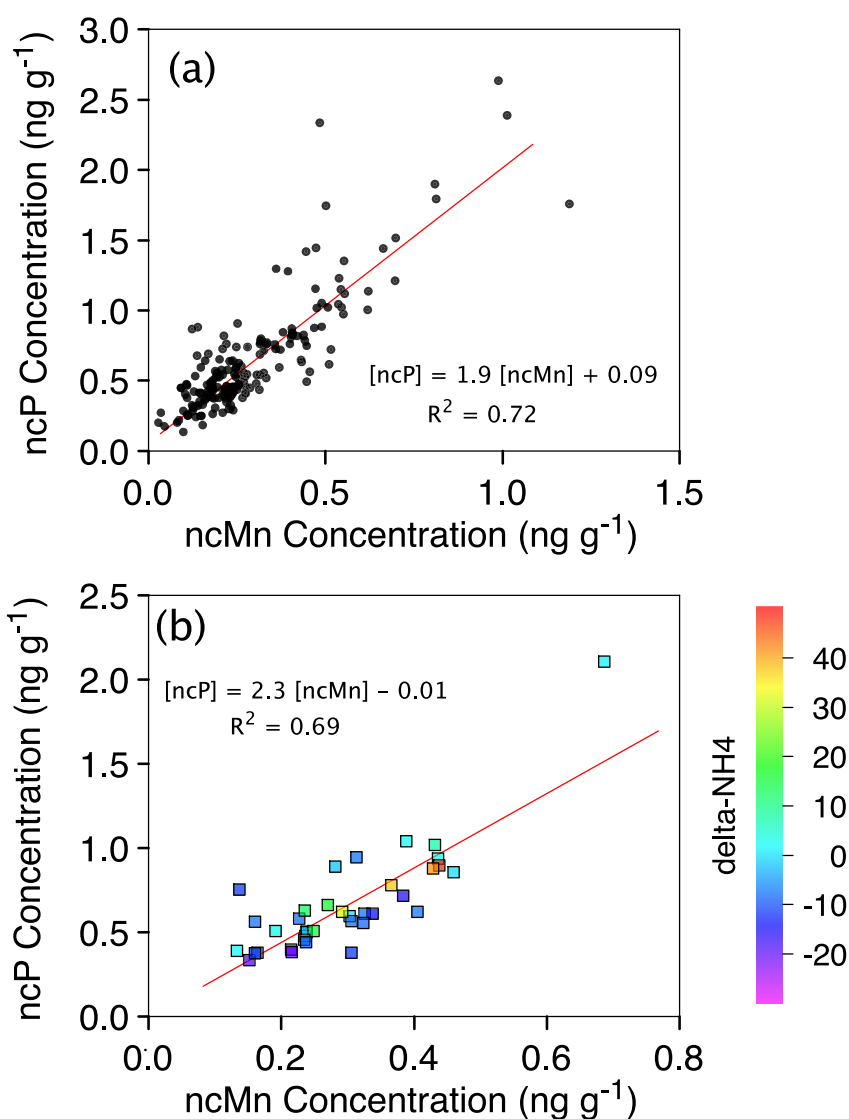 (a)
3.0
2.5
2.0
1.5
1.0
0.5
0.0
ncP Concentration (ng g⁻¹)
[ncP] = 1.9 [ncMn] + 0.09
R² = 0.72
0.0 0.5 1.0 1.5
ncMn Concentration (ng g⁻¹)
(b)
2.5
2.0
1.5
1.0
0.5
0.0
ncP Concentration (ng g⁻¹)
[ncP] = 2.3 [ncMn] – 0.01
R² = 0.69
0.0 0.2 0.4 0.6 0.8
ncMn Concentration (ng g⁻¹)
delta-NH4
40
30
20
10
0
-10
-20